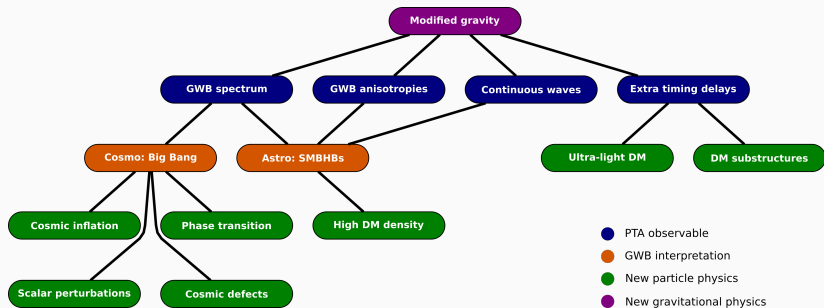 Modified gravity
GWB spectrum
GWB anisotropies
Continuous waves
Extra timing delays
Cosmo: Big Bang
Astro: SMBHBs
Ultra-light DM
DM substructures
Cosmic inflation
Phase transition
High DM density
Scalar perturbations
Cosmic defects
PTA observable
GWB interpretation
New particle physics
New gravitational physics